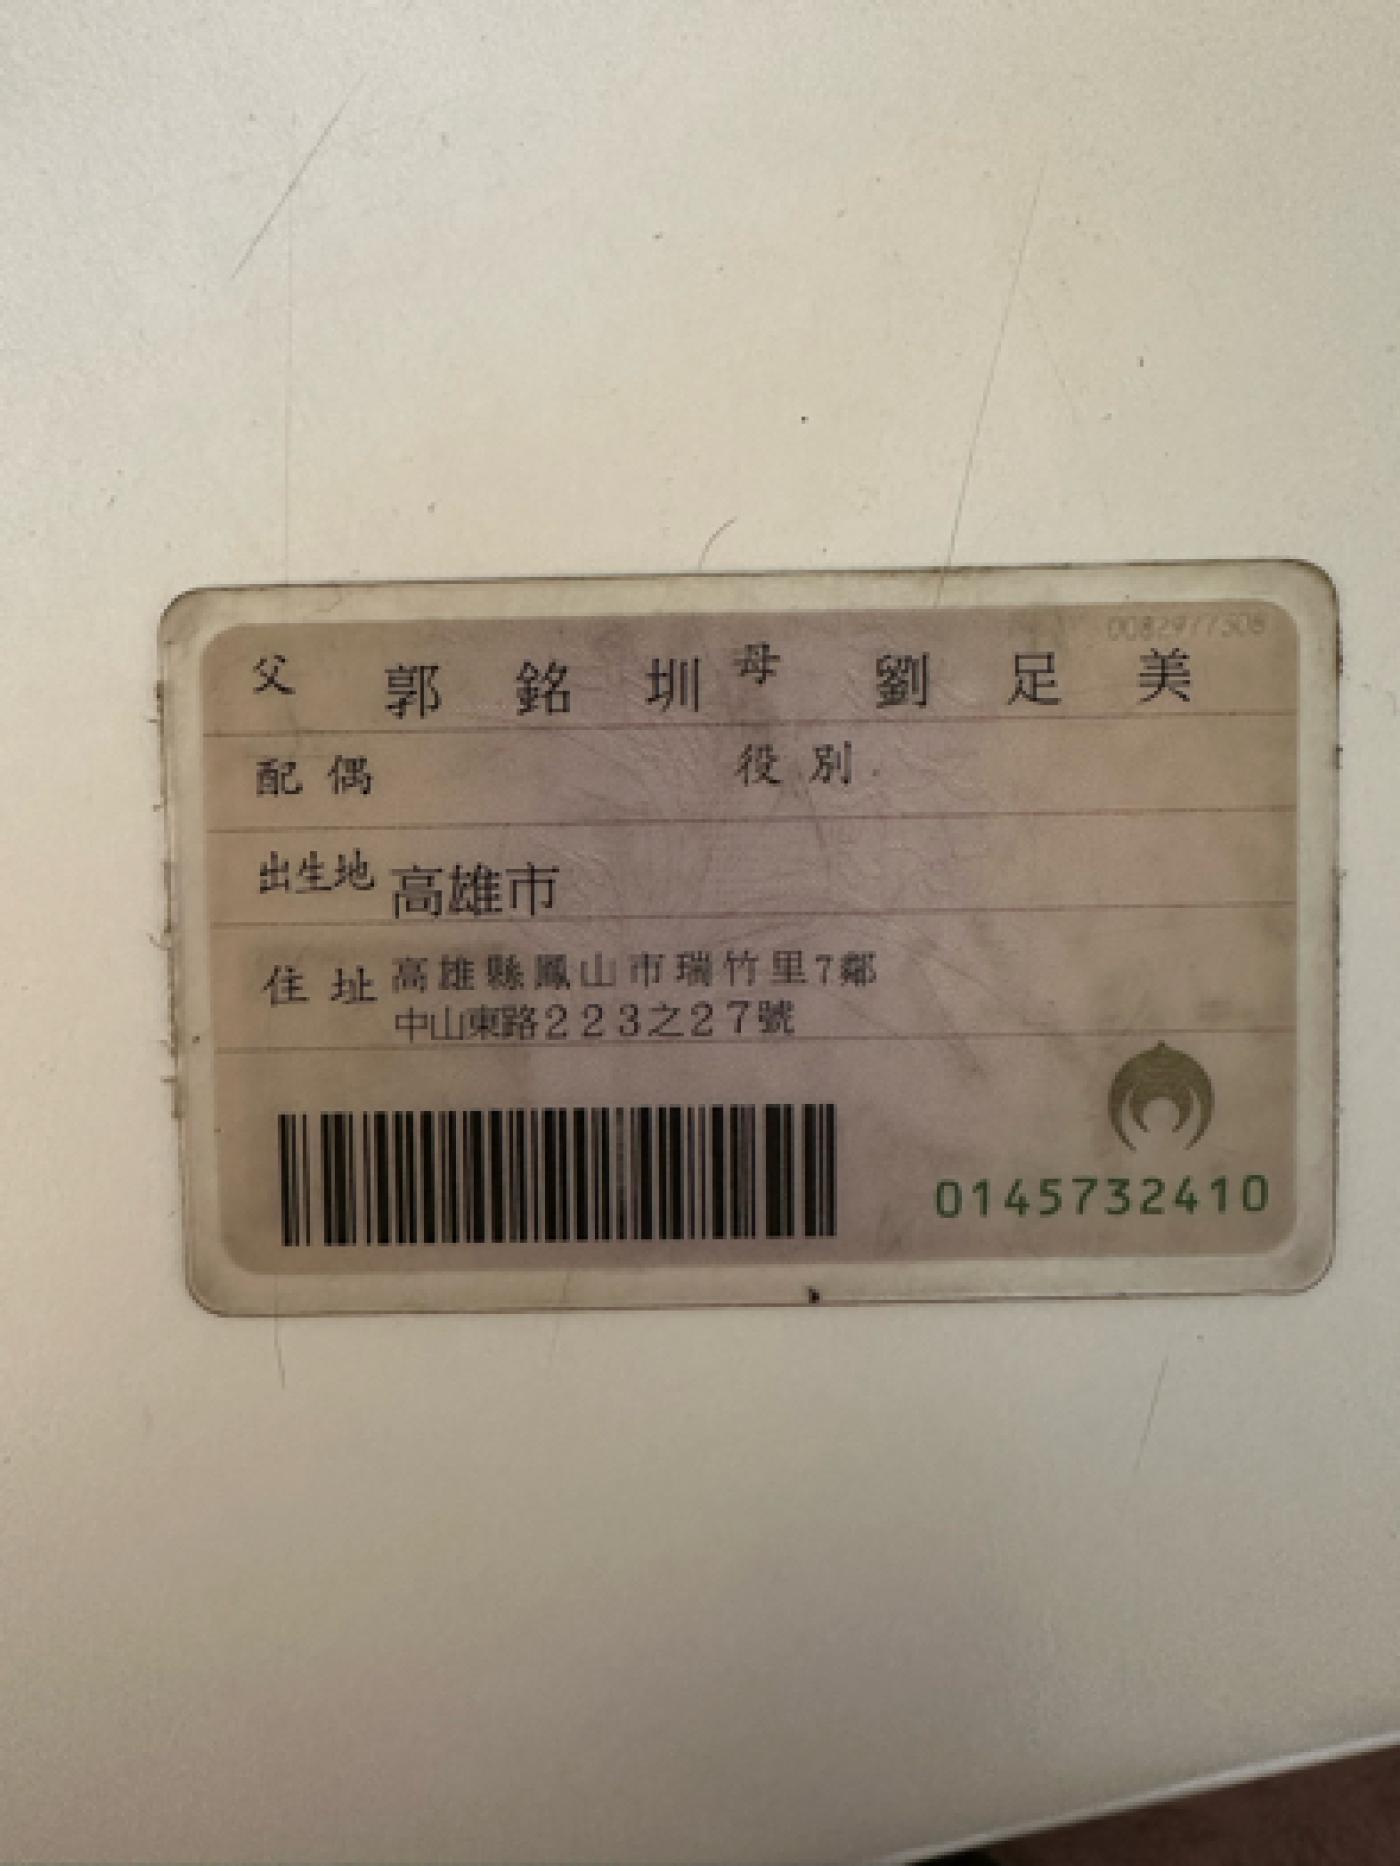 0082977308
父 郭銘圳 母 劉足美
配偶 役別
出生地 高雄市
住址 高雄縣鳳山市瑞竹里7鄰
中山東路223之27號
0145732410